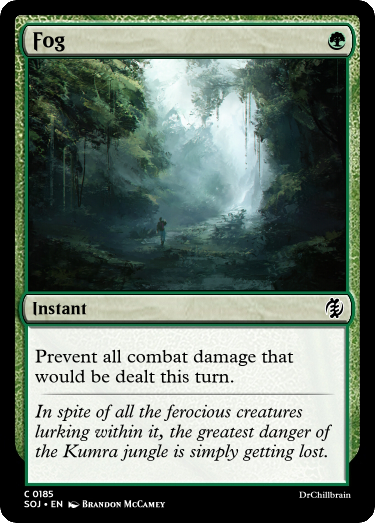 Fog
Instant
Prevent all combat damage that
would be dealt this turn.
In spite of all the ferocious creatures
lurking within it, the greatest danger of
the Kumra jungle is simply getting lost.
C 0185
DrChillbrain
SOJ • EN Brandon McCamey